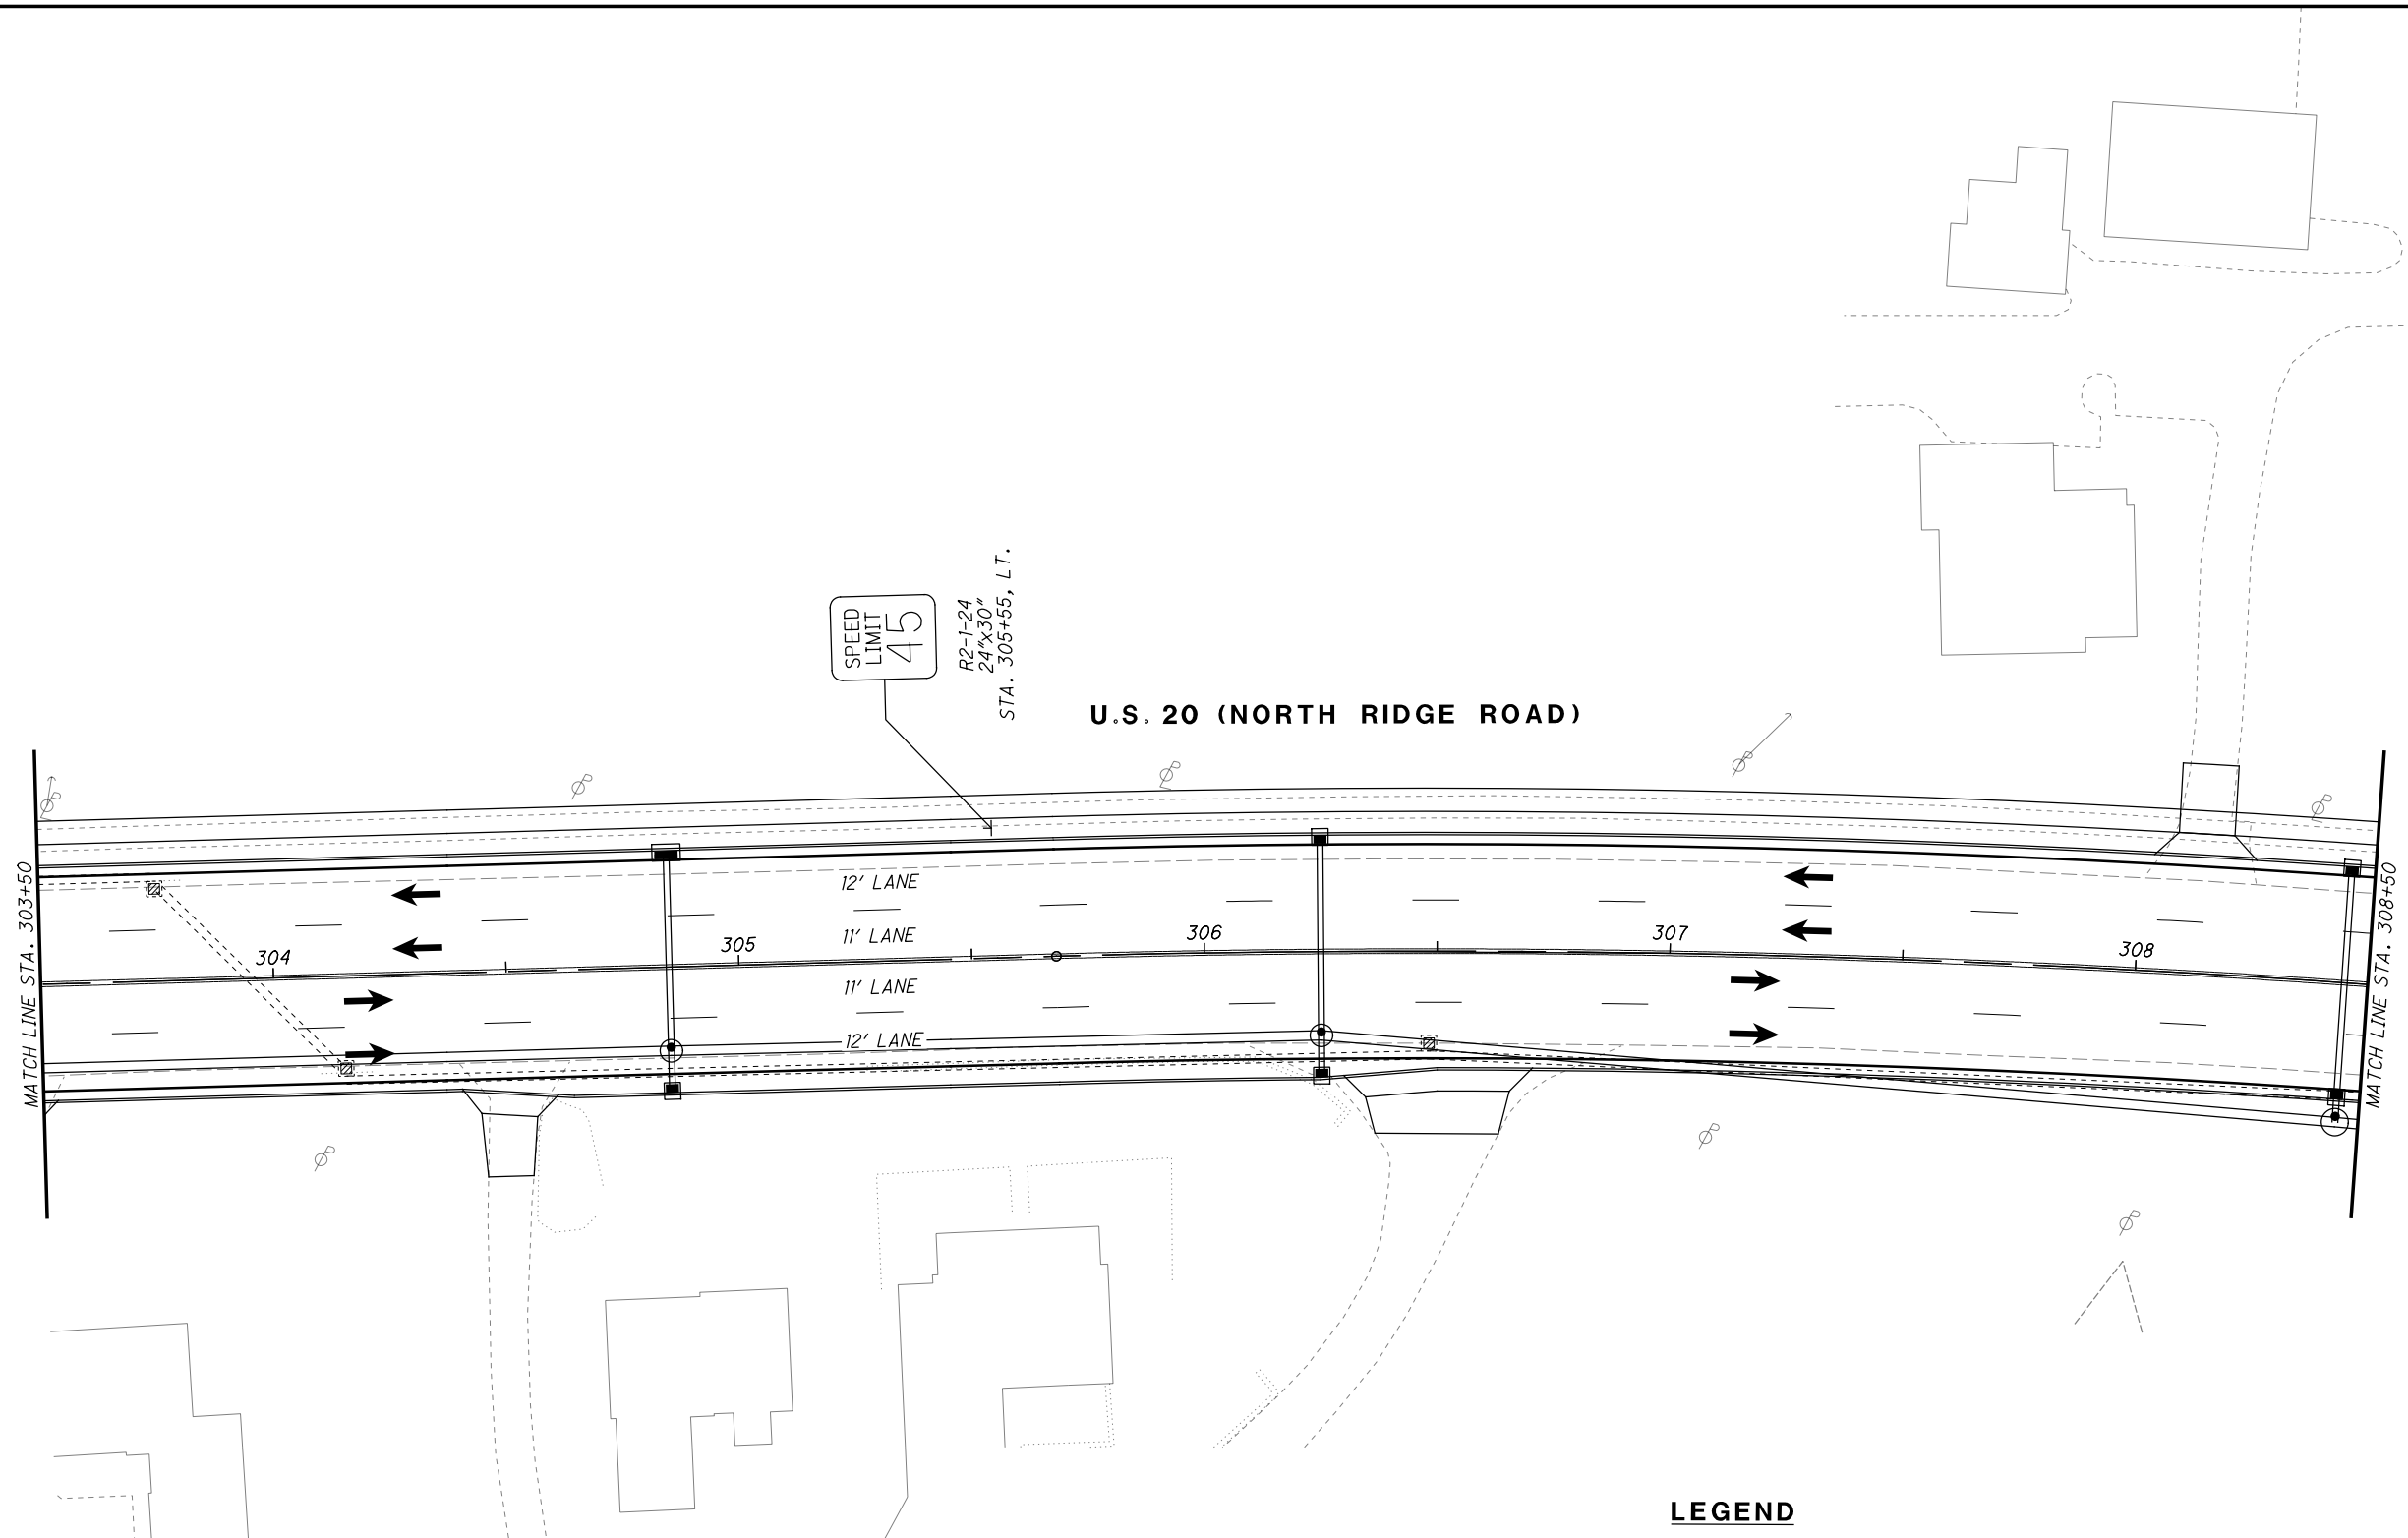 SPEED
LIMIT
45
R2-1-24
24"x30"
STA. 305+55, LT.
U.S. 20 (NORTH RIDGE ROAD)
MATCH LINE STA. 303+50
12' LANE
11' LANE
304
305
306
307
308
11' LANE
12' LANE
MATCH LINE STA. 308+50
LEGEND